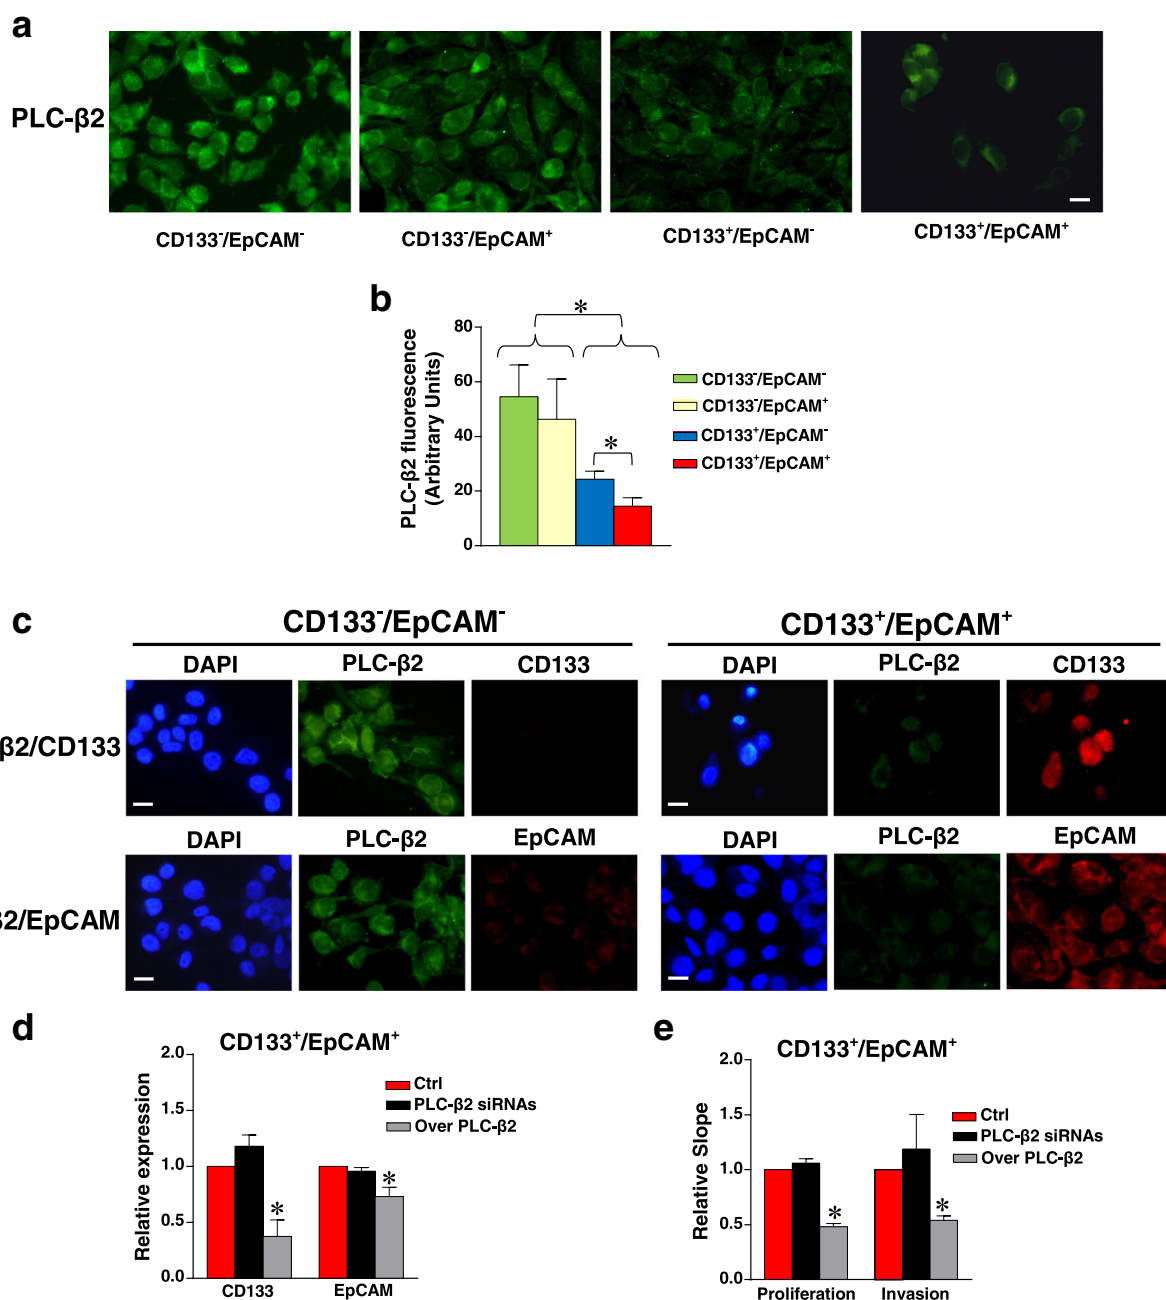 a
PLC-β2
CD133⁻/EpCAM⁻
CD133⁻/EpCAM⁺
CD133⁺/EpCAM⁻
CD133⁺/EpCAM⁺
b
PLC-β2 fluorescence
(Arbitrary Units)
80
60
40
20
0
*
*
CD133⁻/EpCAM⁻
CD133⁻/EpCAM⁺
CD133⁺/EpCAM⁻
CD133⁺/EpCAM⁺
c
CD133⁻/EpCAM⁻
CD133⁺/EpCAM⁺
DAPI PLC-β2 CD133 DAPI PLC-β2 CD133
β2/CD133
DAPI PLC-β2 EpCAM DAPI PLC-β2 EpCAM
β2/EpCAM
d
CD133⁺/EpCAM⁺
Relative expression
2.0
1.5
1.0
0.5
0.0
Ctrl
PLC-β2 siRNAs
Over PLC-β2
*
*
CD133 EpCAM
e
CD133⁺/EpCAM⁺
Relative Slope
2.0
1.5
1.0
0.5
0.0
Ctrl
PLC-β2 siRNAs
Over PLC-β2
*
*
Proliferation Invasion